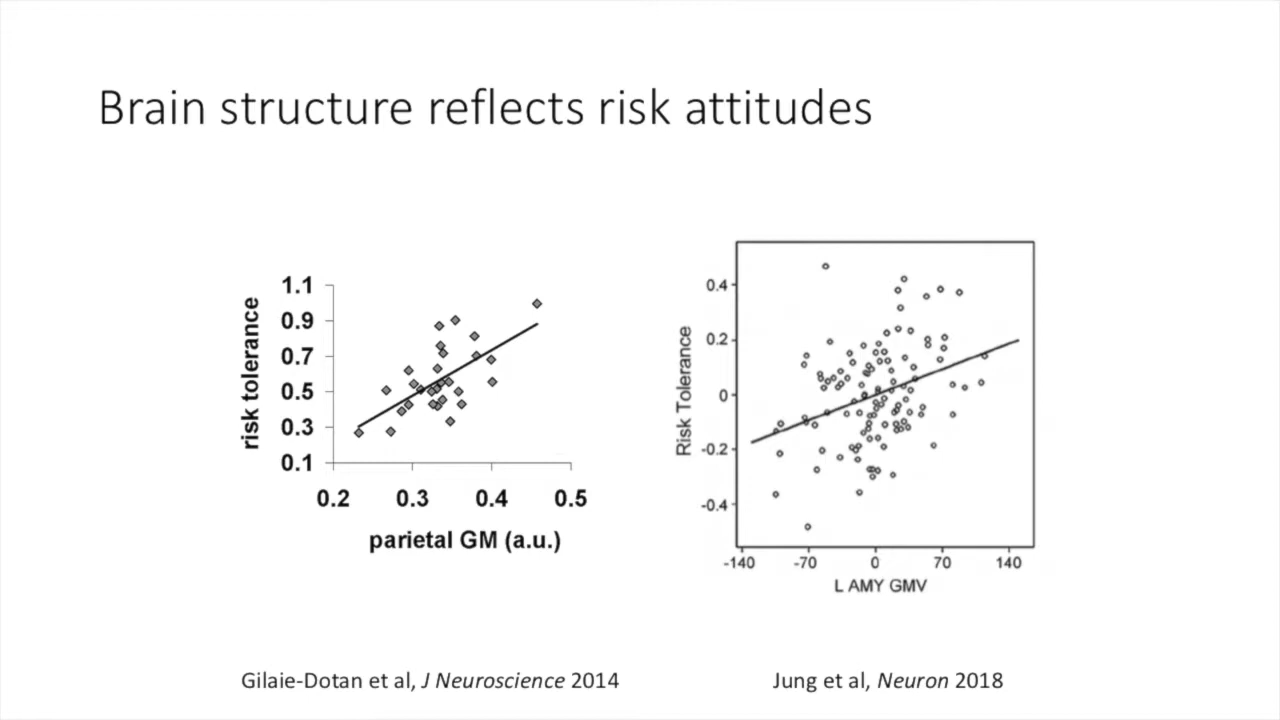 Brain structure reflects risk attitudes
risk tolerance
1.1
0.9
0.7
0.5
0.3
0.1
0.2 0.3 0.4 0.5
parietal GM (a.u.)
Risk Tolerance
0.4
0.2
0
-0.2
-0.4
-140 -70 0 70 140
L AMY GMV
Gilaie-Dotan et al, J Neuroscience 2014
Jung et al, Neuron 2018